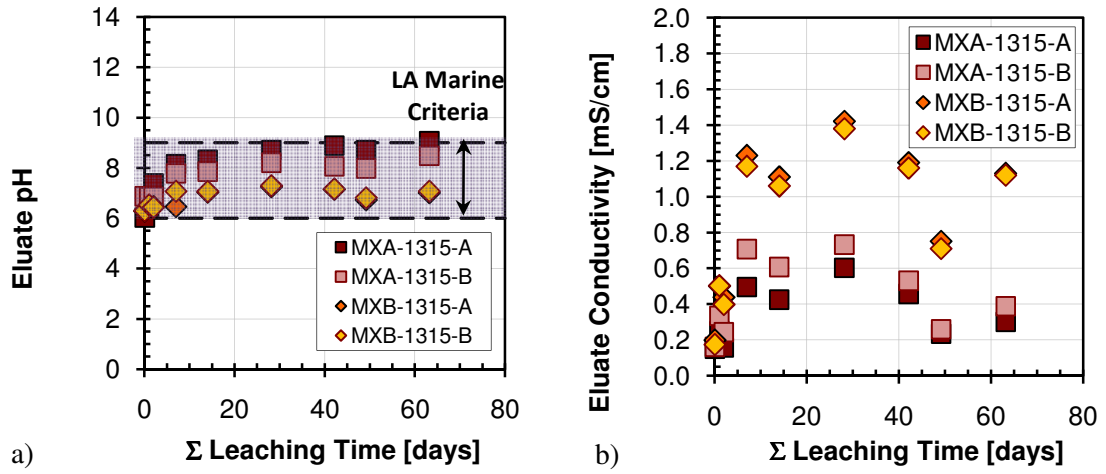 14
12
10
8
6
4
2
0
Eluate pH
LA Marine
Criteria
MXA-1315-A
MXA-1315-B
MXB-1315-A
MXB-1315-B
0
20
40
60
80
Σ Leaching Time [days]
a)
2.0
1.8
1.6
1.4
1.2
1.0
0.8
0.6
0.4
0.2
0.0
Eluate Conductivity [mS/cm]
MXA-1315-A
MXA-1315-B
MXB-1315-A
MXB-1315-B
0
20
40
60
80
Σ Leaching Time [days]
b)